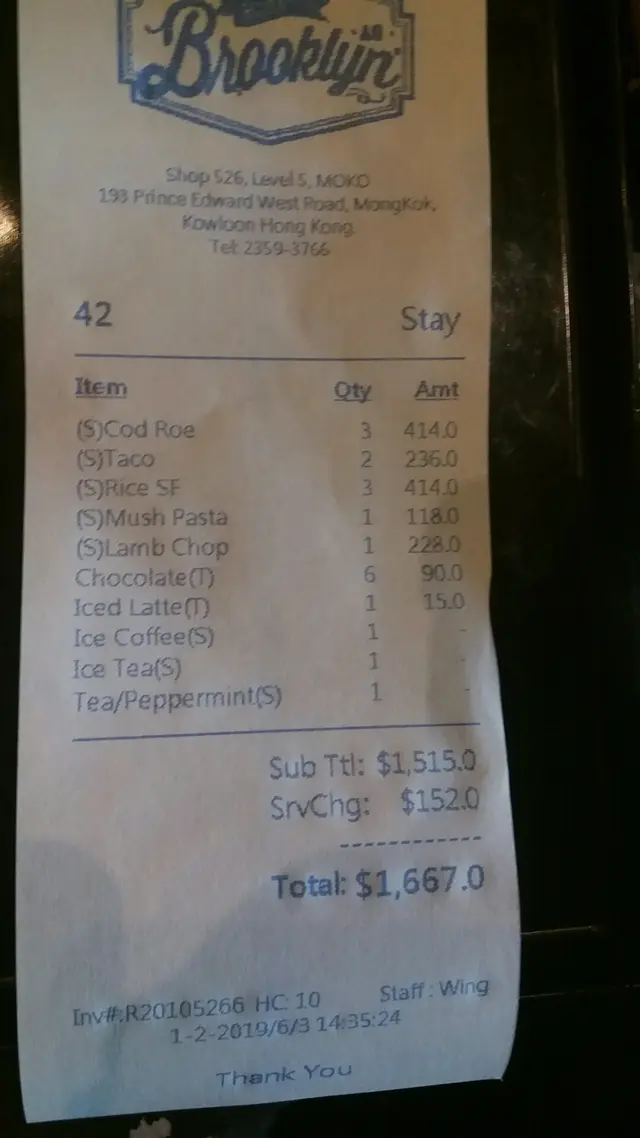 AB
Brooklyn
Shop 526, Level 5, MOKO
193 Prince Edward West Road, MongKok,
Kowloon Hong Kong.
Tel: 2359-3766
42 Stay
Item Qty Amt
(S)Cod Roe 3 414.0
(S)Taco 2 236.0
(S)Rice SF 3 414.0
(S)Mush Pasta 1 118.0
(S)Lamb Chop 1 228.0
Chocolate(T) 6 90.0
Iced Latte(T) 1 15.0
Ice Coffee(S) 1 -
Ice Tea(S) 1 -
Tea/Peppermint(S) 1 -
Sub Ttl: $1,515.0
SrvChg: $152.0
------------
Total: $1,667.0
Inv#:R20105266 HC: 10 Staff : Wing
1-2-2019/6/3 14:35:24
Thank You